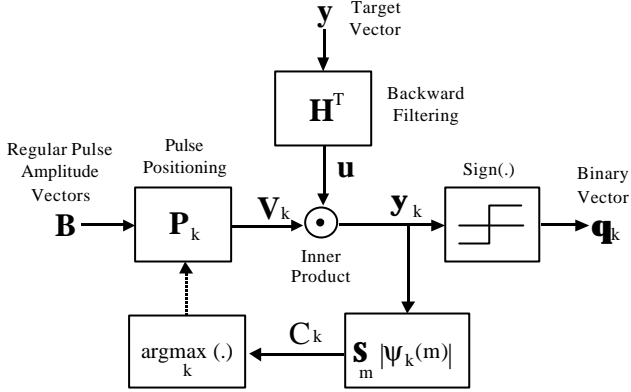 y Target
Vector
H^T
Backward
Filtering
Regular Pulse
Amplitude
Vectors
B
Pulse
Positioning
P_k
V_k
u
Inner
Product
y_k
Sign(.)
Binary
Vector
q_k
argmax (.)
k
C_k
s |ψ_k(m)|
m